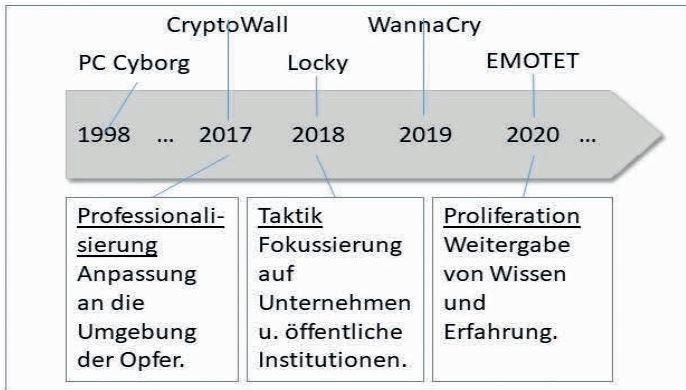 CryptoWall WannaCry
PC Cyborg Locky EMOTET
1998 ... 2017 2018 2019 2020 ...
Professionali-
sierung
Anpassung
an die
Umgebung
der Opfer.
Taktik
Fokussierung
auf
Unternehmen
u. öffentliche
Institutionen.
Proliferation
Weitergabe
von Wissen
und
Erfahrung.